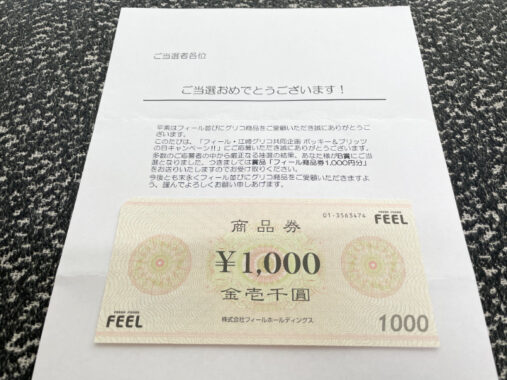 ご当選者各位
ご当選おめでとうございます！
平素はフィール並びにグリコ商品をご愛顧いただき誠にありがとうござ
います。
このたびは、「フィール・江崎グリコ共同企画 ポッキー＆プリッツ
の日キャンペーン!!」にご応募いただき誠にありがとうございます。
多数のご応募者の中から厳正なる抽選の結果、あなた様がB賞にご当
選となりました。つきましては賞品「フィール商品券1,000円分」
をお送りいたしますのでお受け取りください。
今後とも末永くフィール並びにグリコ商品をご愛顧いただきますよ
う、謹んでよろしくお願い申しあげます。
商品券
01-3563474
FRESH FOODS
FEEL
¥1,000
金壱千圓
FRESH FOODS
FEEL
株式会社フィールホールディングス
1000